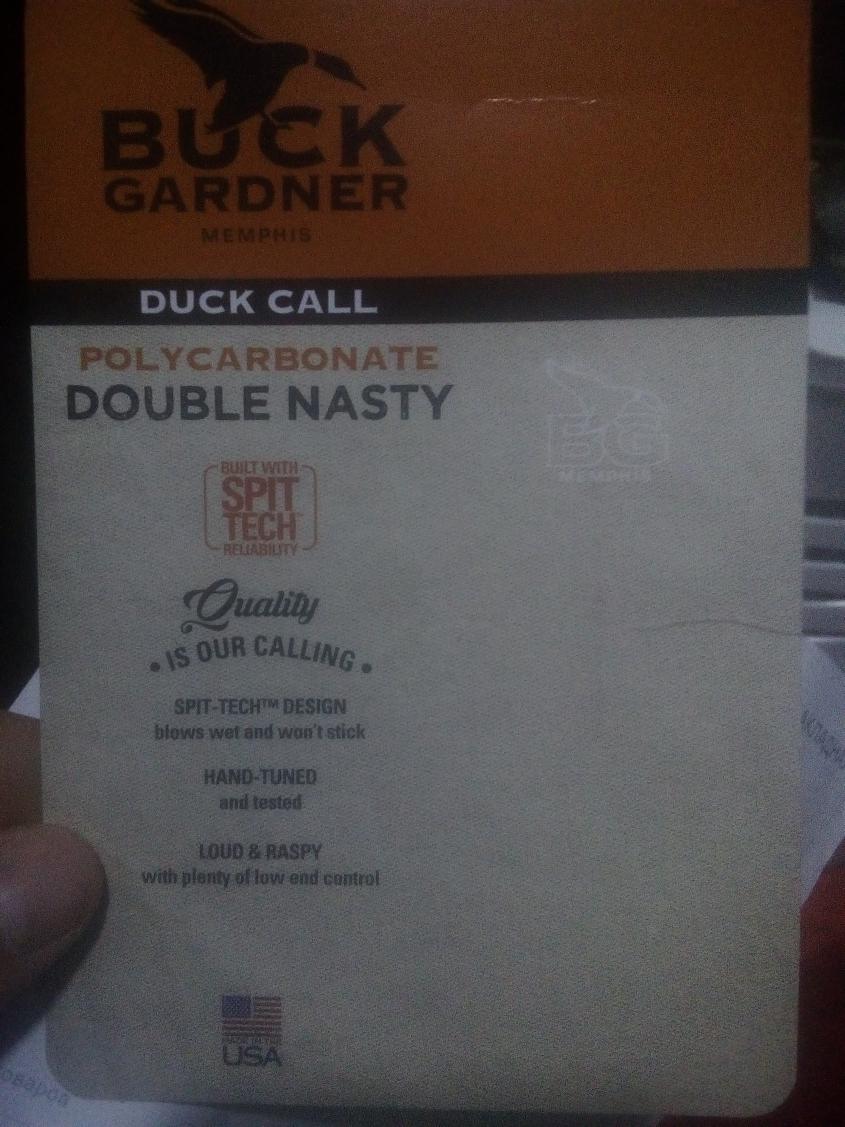 BUCK
GARDNER
MEMPHIS
DUCK CALL
POLYCARBONATE
DOUBLE NASTY
BG
MEMPHIS
BUILT WITH
SPIT
TECH
RELIABILITY
Quality
• IS OUR CALLING •
SPIT-TECH™ DESIGN
blows wet and won't stick
HAND-TUNED
and tested
LOUD & RASPY
with plenty of low end control
MADE IN THE
USA